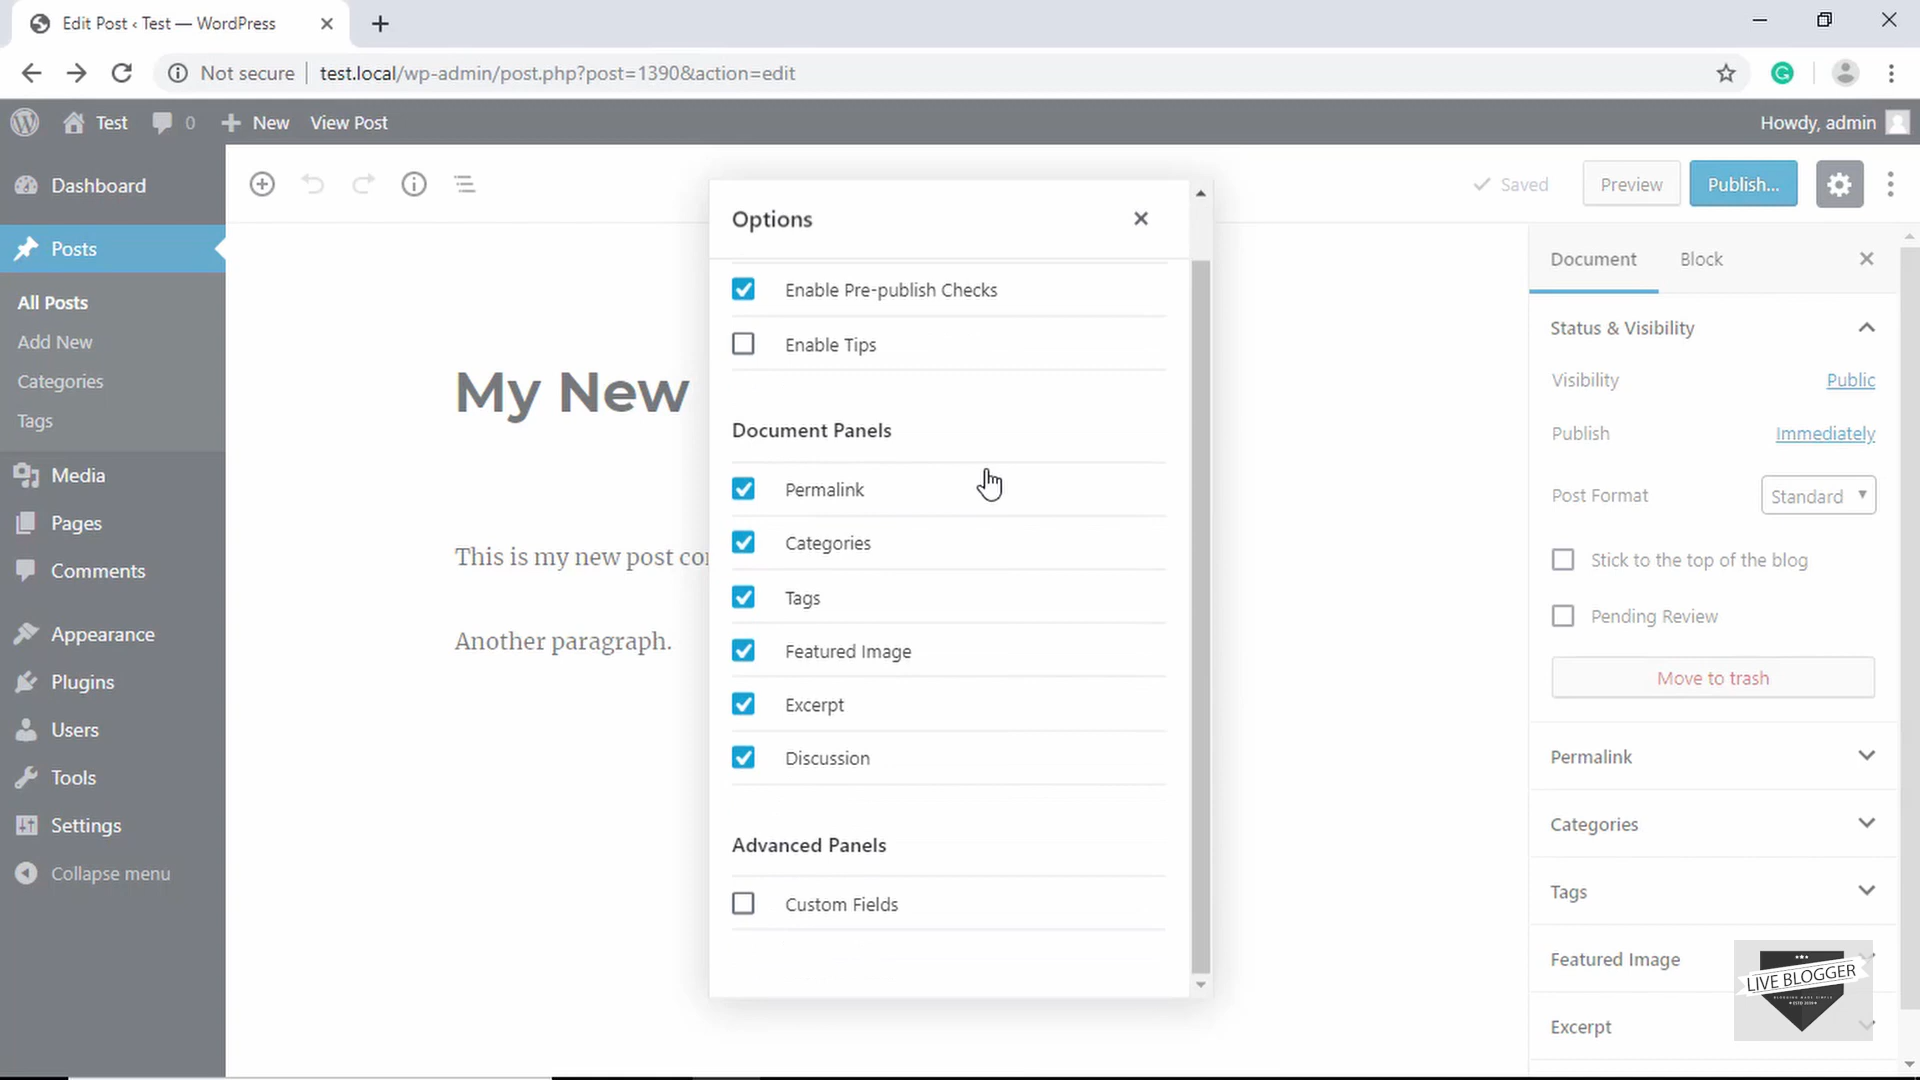 Edit Post ‹ Test — WordPress
Not secure
test.local/wp-admin/post.php?post=1390&action=edit
Test
0
New
View Post
Howdy, admin
Dashboard
Posts
All Posts
Add New
Categories
Tags
Media
Pages
Comments
Appearance
Plugins
Users
Tools
Settings
Collapse menu
Saved
Preview
Publish...
My New
This is my new post cor
Another paragraph.
Options
Enable Pre-publish Checks
Enable Tips
Document Panels
Permalink
Categories
Tags
Featured Image
Excerpt
Discussion
Advanced Panels
Custom Fields
Document
Block
Status & Visibility
Visibility
Public
Publish
Immediately
Post Format
Standard
Stick to the top of the blog
Pending Review
Move to trash
Permalink
Categories
Tags
Featured Image
Excerpt
LIVE BLOGGER